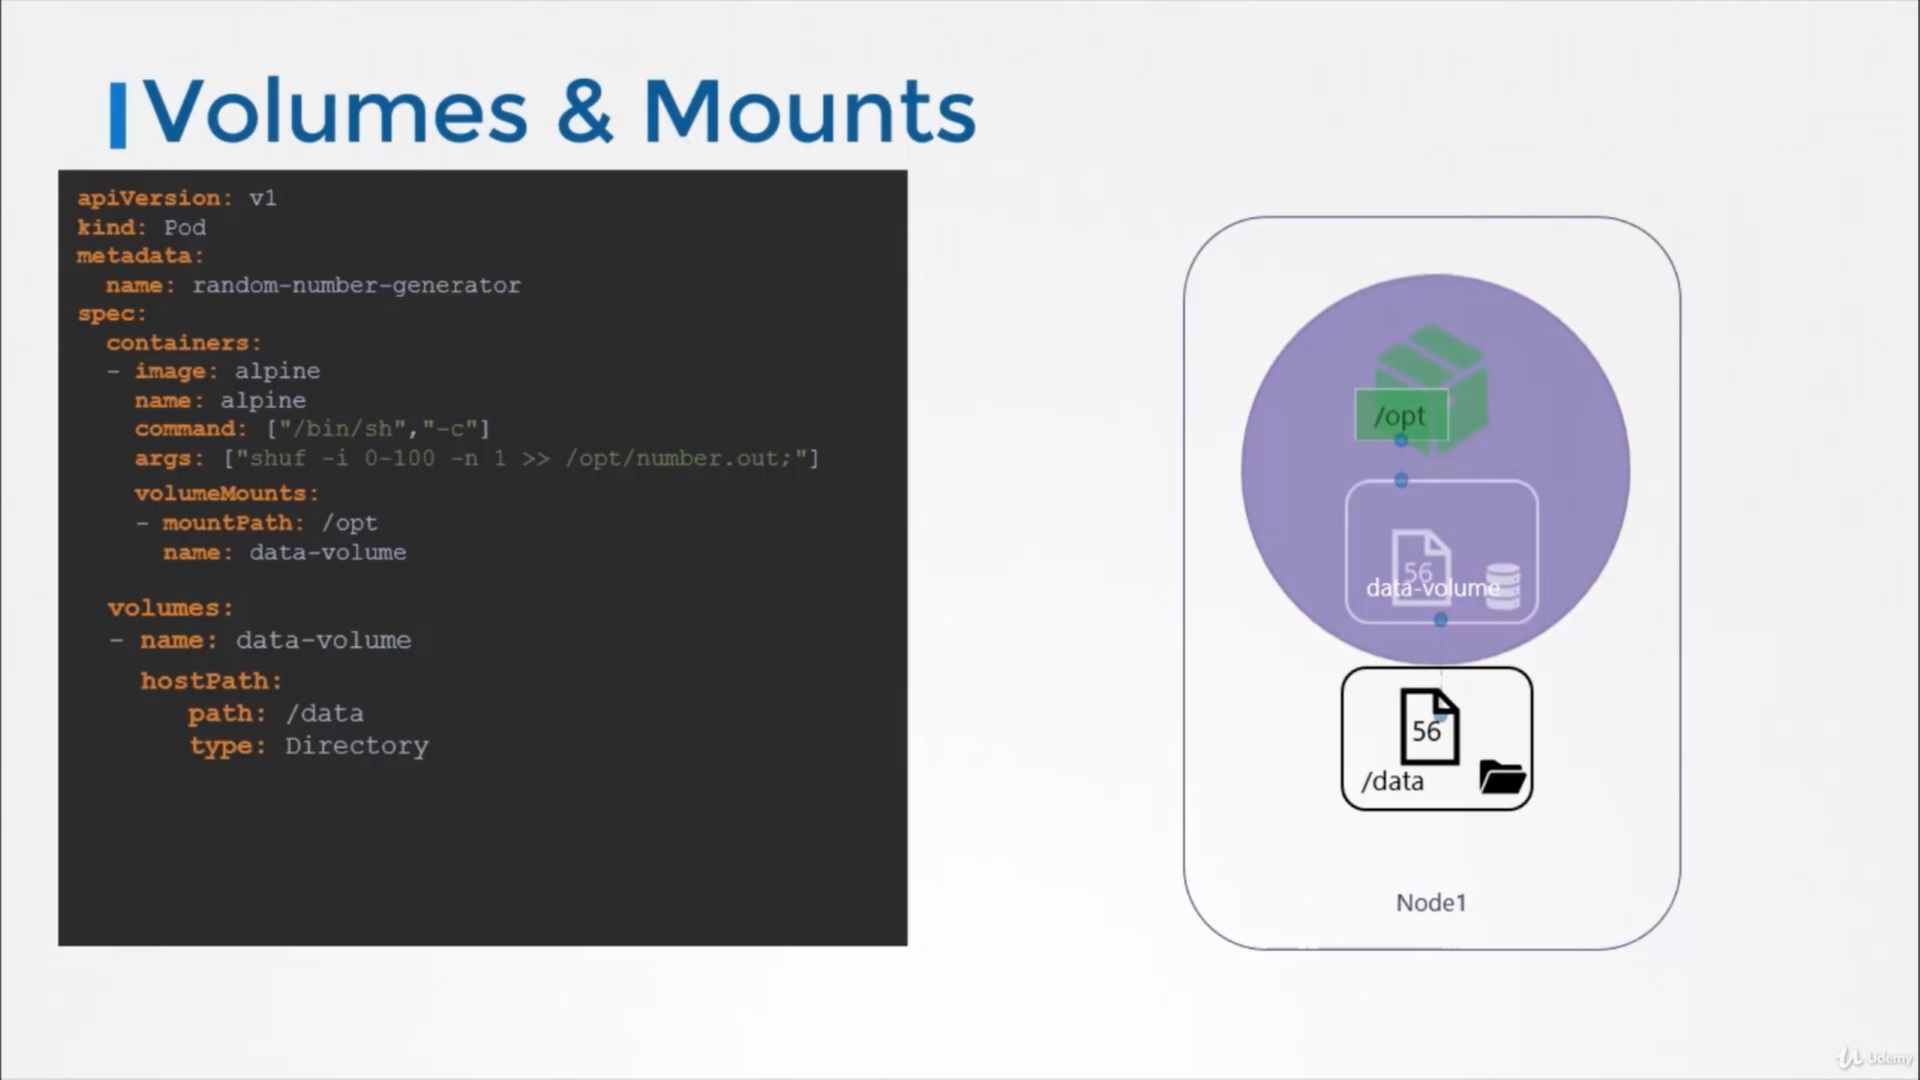 Volumes & Mounts
apiVersion: v1
kind: Pod
metadata:
  name: random-number-generator
spec:
  containers:
  - image: alpine
    name: alpine
    command: ["/bin/sh","-c"]
    args: ["shuf -i 0-100 -n 1 >> /opt/number.out;"]
    volumeMounts:
    - mountPath: /opt
      name: data-volume
  volumes:
  - name: data-volume
    hostPath:
      path: /data
      type: Directory
/opt
56
data-volume
56
/data
Node1
Udemy